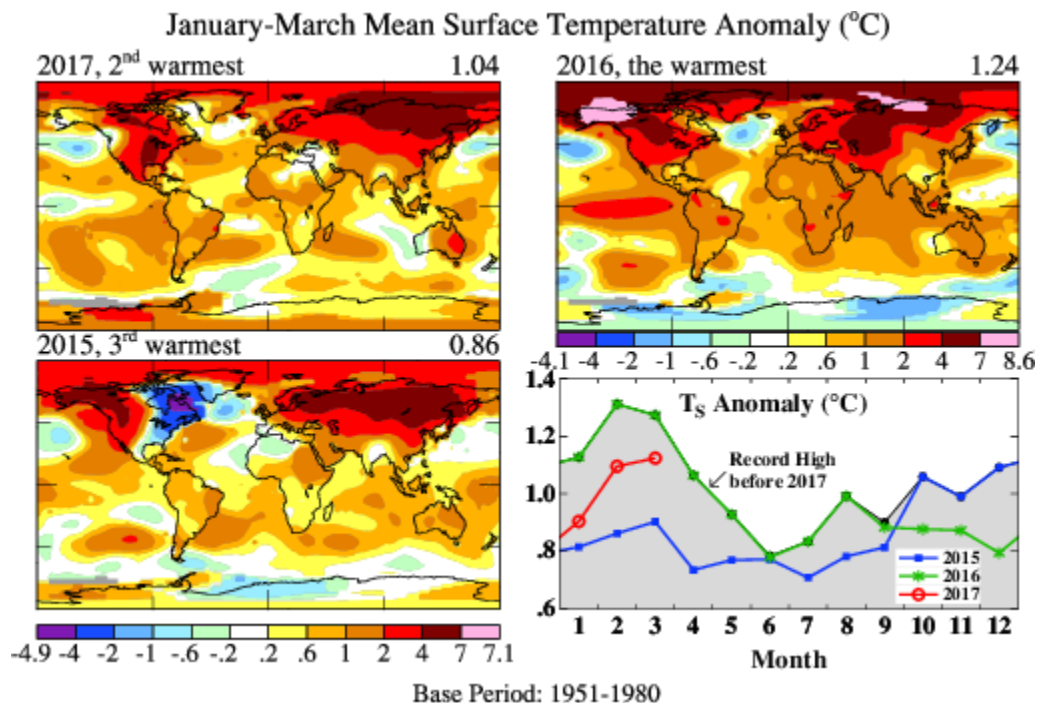 January-March Mean Surface Temperature Anomaly (°C)
2017, 2nd warmest 1.04
2016, the warmest 1.24
2015, 3rd warmest 0.86
-4.1 -4 -2 -1 -.6 -.2 .2 .6 1 2 4 7 8.6
-4.9 -4 -2 -1 -.6 -.2 .2 .6 1 2 4 7 7.1
TS Anomaly (°C)
1.4
1.2
1.0
.8
.6
Record High
before 2017
2015
2016
2017
1 2 3 4 5 6 7 8 9 10 11 12
Month
Base Period: 1951-1980